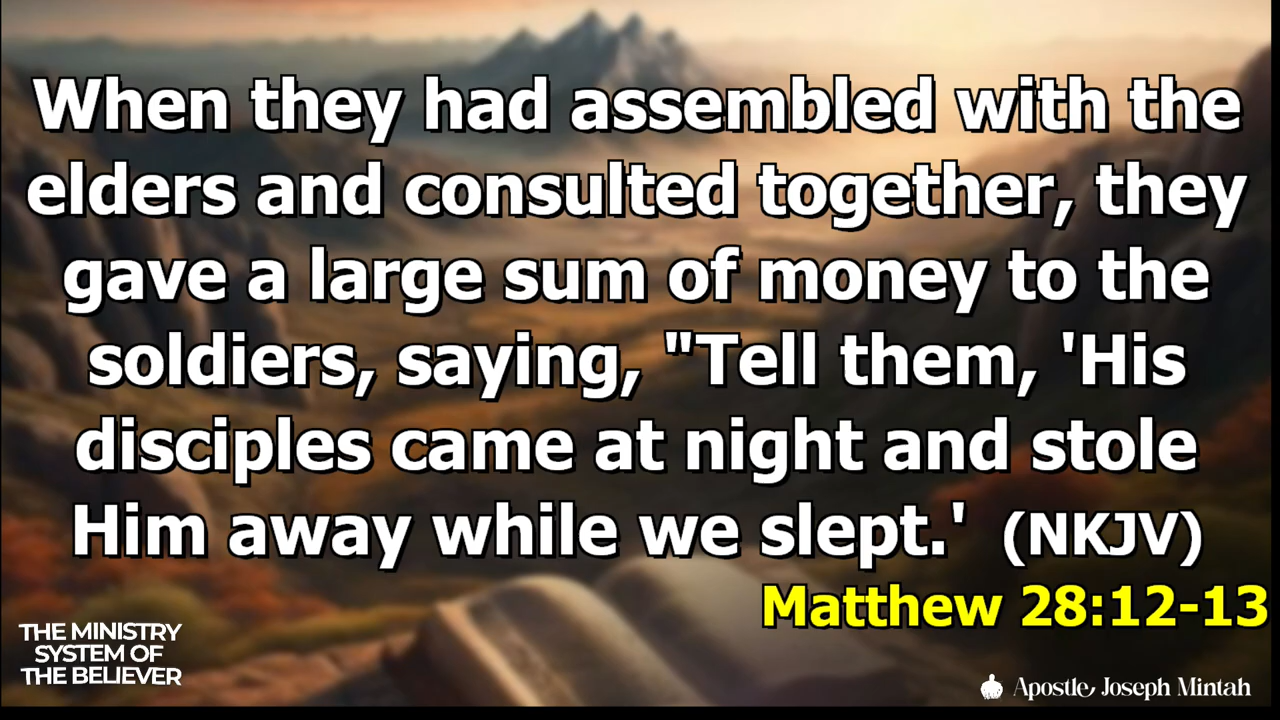 When they had assembled with the
elders and consulted together, they
gave a large sum of money to the
soldiers, saying, "Tell them, 'His
disciples came at night and stole
Him away while we slept.'  (NKJV)
Matthew 28:12-13
THE MINISTRY
SYSTEM OF
THE BELIEVER
Apostle Joseph Mintah